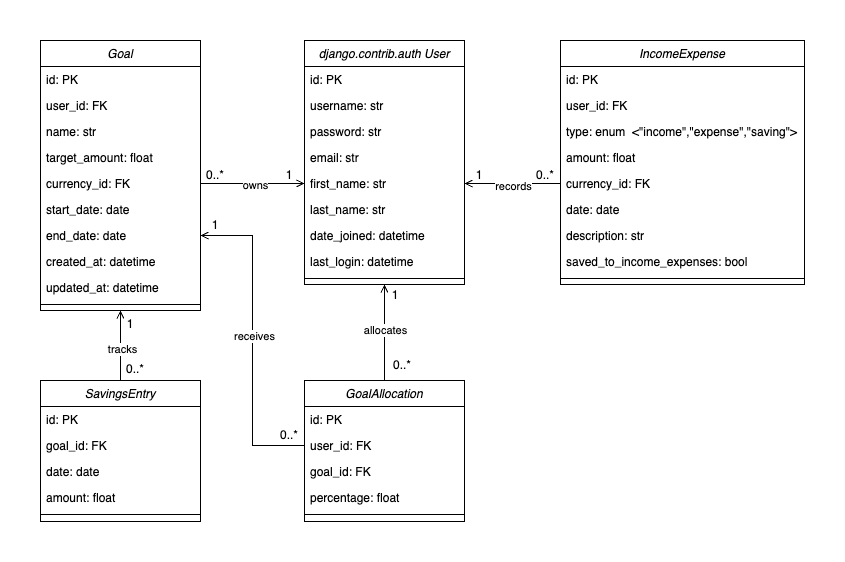 Goal
id: PK
user_id: FK
name: str
target_amount: float
currency_id: FK
start_date: date
end_date: date
created_at: datetime
updated_at: datetime
django.contrib.auth User
id: PK
username: str
password: str
email: str
first_name: str
last_name: str
date_joined: datetime
last_login: datetime
IncomeExpense
id: PK
user_id: FK
type: enum <"income","expense","saving">
amount: float
currency_id: FK
date: date
description: str
saved_to_income_expenses: bool
0..* owns 1
1 records 0..*
1
receives
0..*
1
tracks
0..*
1
allocates
0..*
SavingsEntry
id: PK
goal_id: FK
date: date
amount: float
GoalAllocation
id: PK
user_id: FK
goal_id: FK
percentage: float